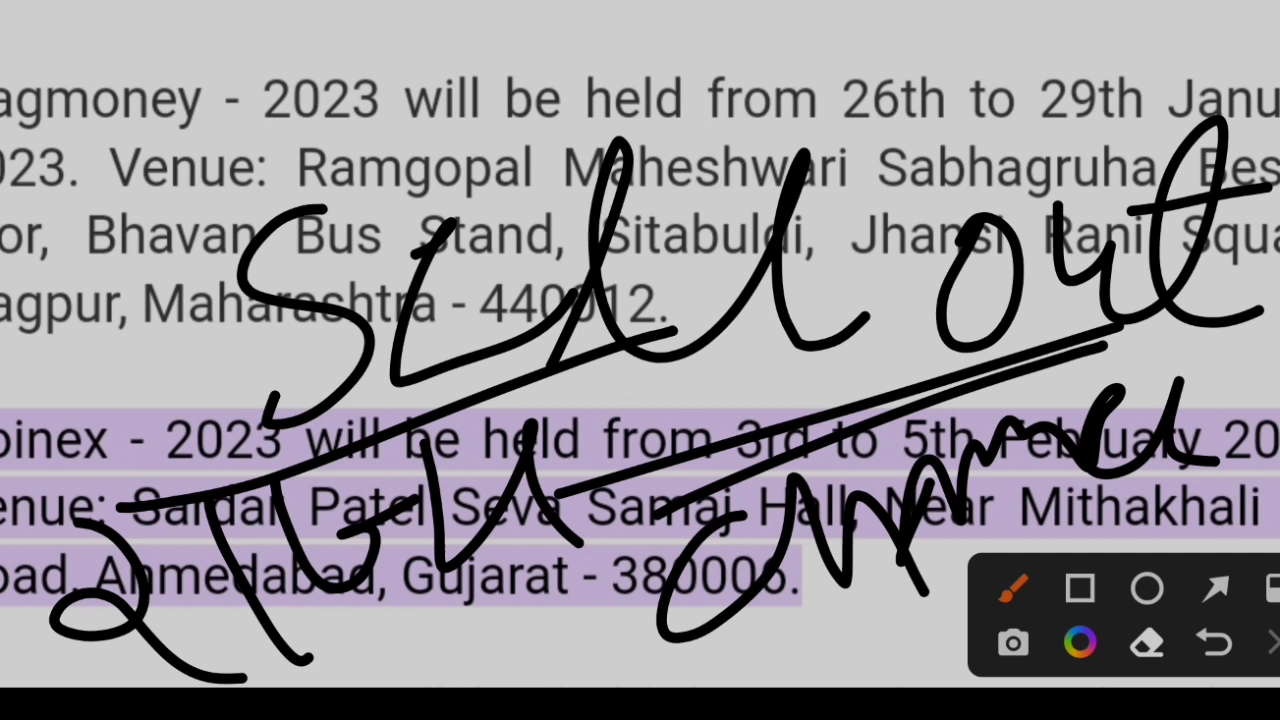 agmoney - 2023 will be held from 26th to 29th Janu
023. Venue: Ramgopal Maheshwari Sabhagruha Bes
or, Bhavan Bus Stand, Sitabuldi, Jhansi Rani Squa
agpur, Maharashtra - 440012.
Sell out
oinex - 2023 will be held from 3rd to 5th February 20
enue: Sardar Patel Seva Samaj Hall, Near Mithakhali
oad, Ahmedabad, Gujarat - 380006.